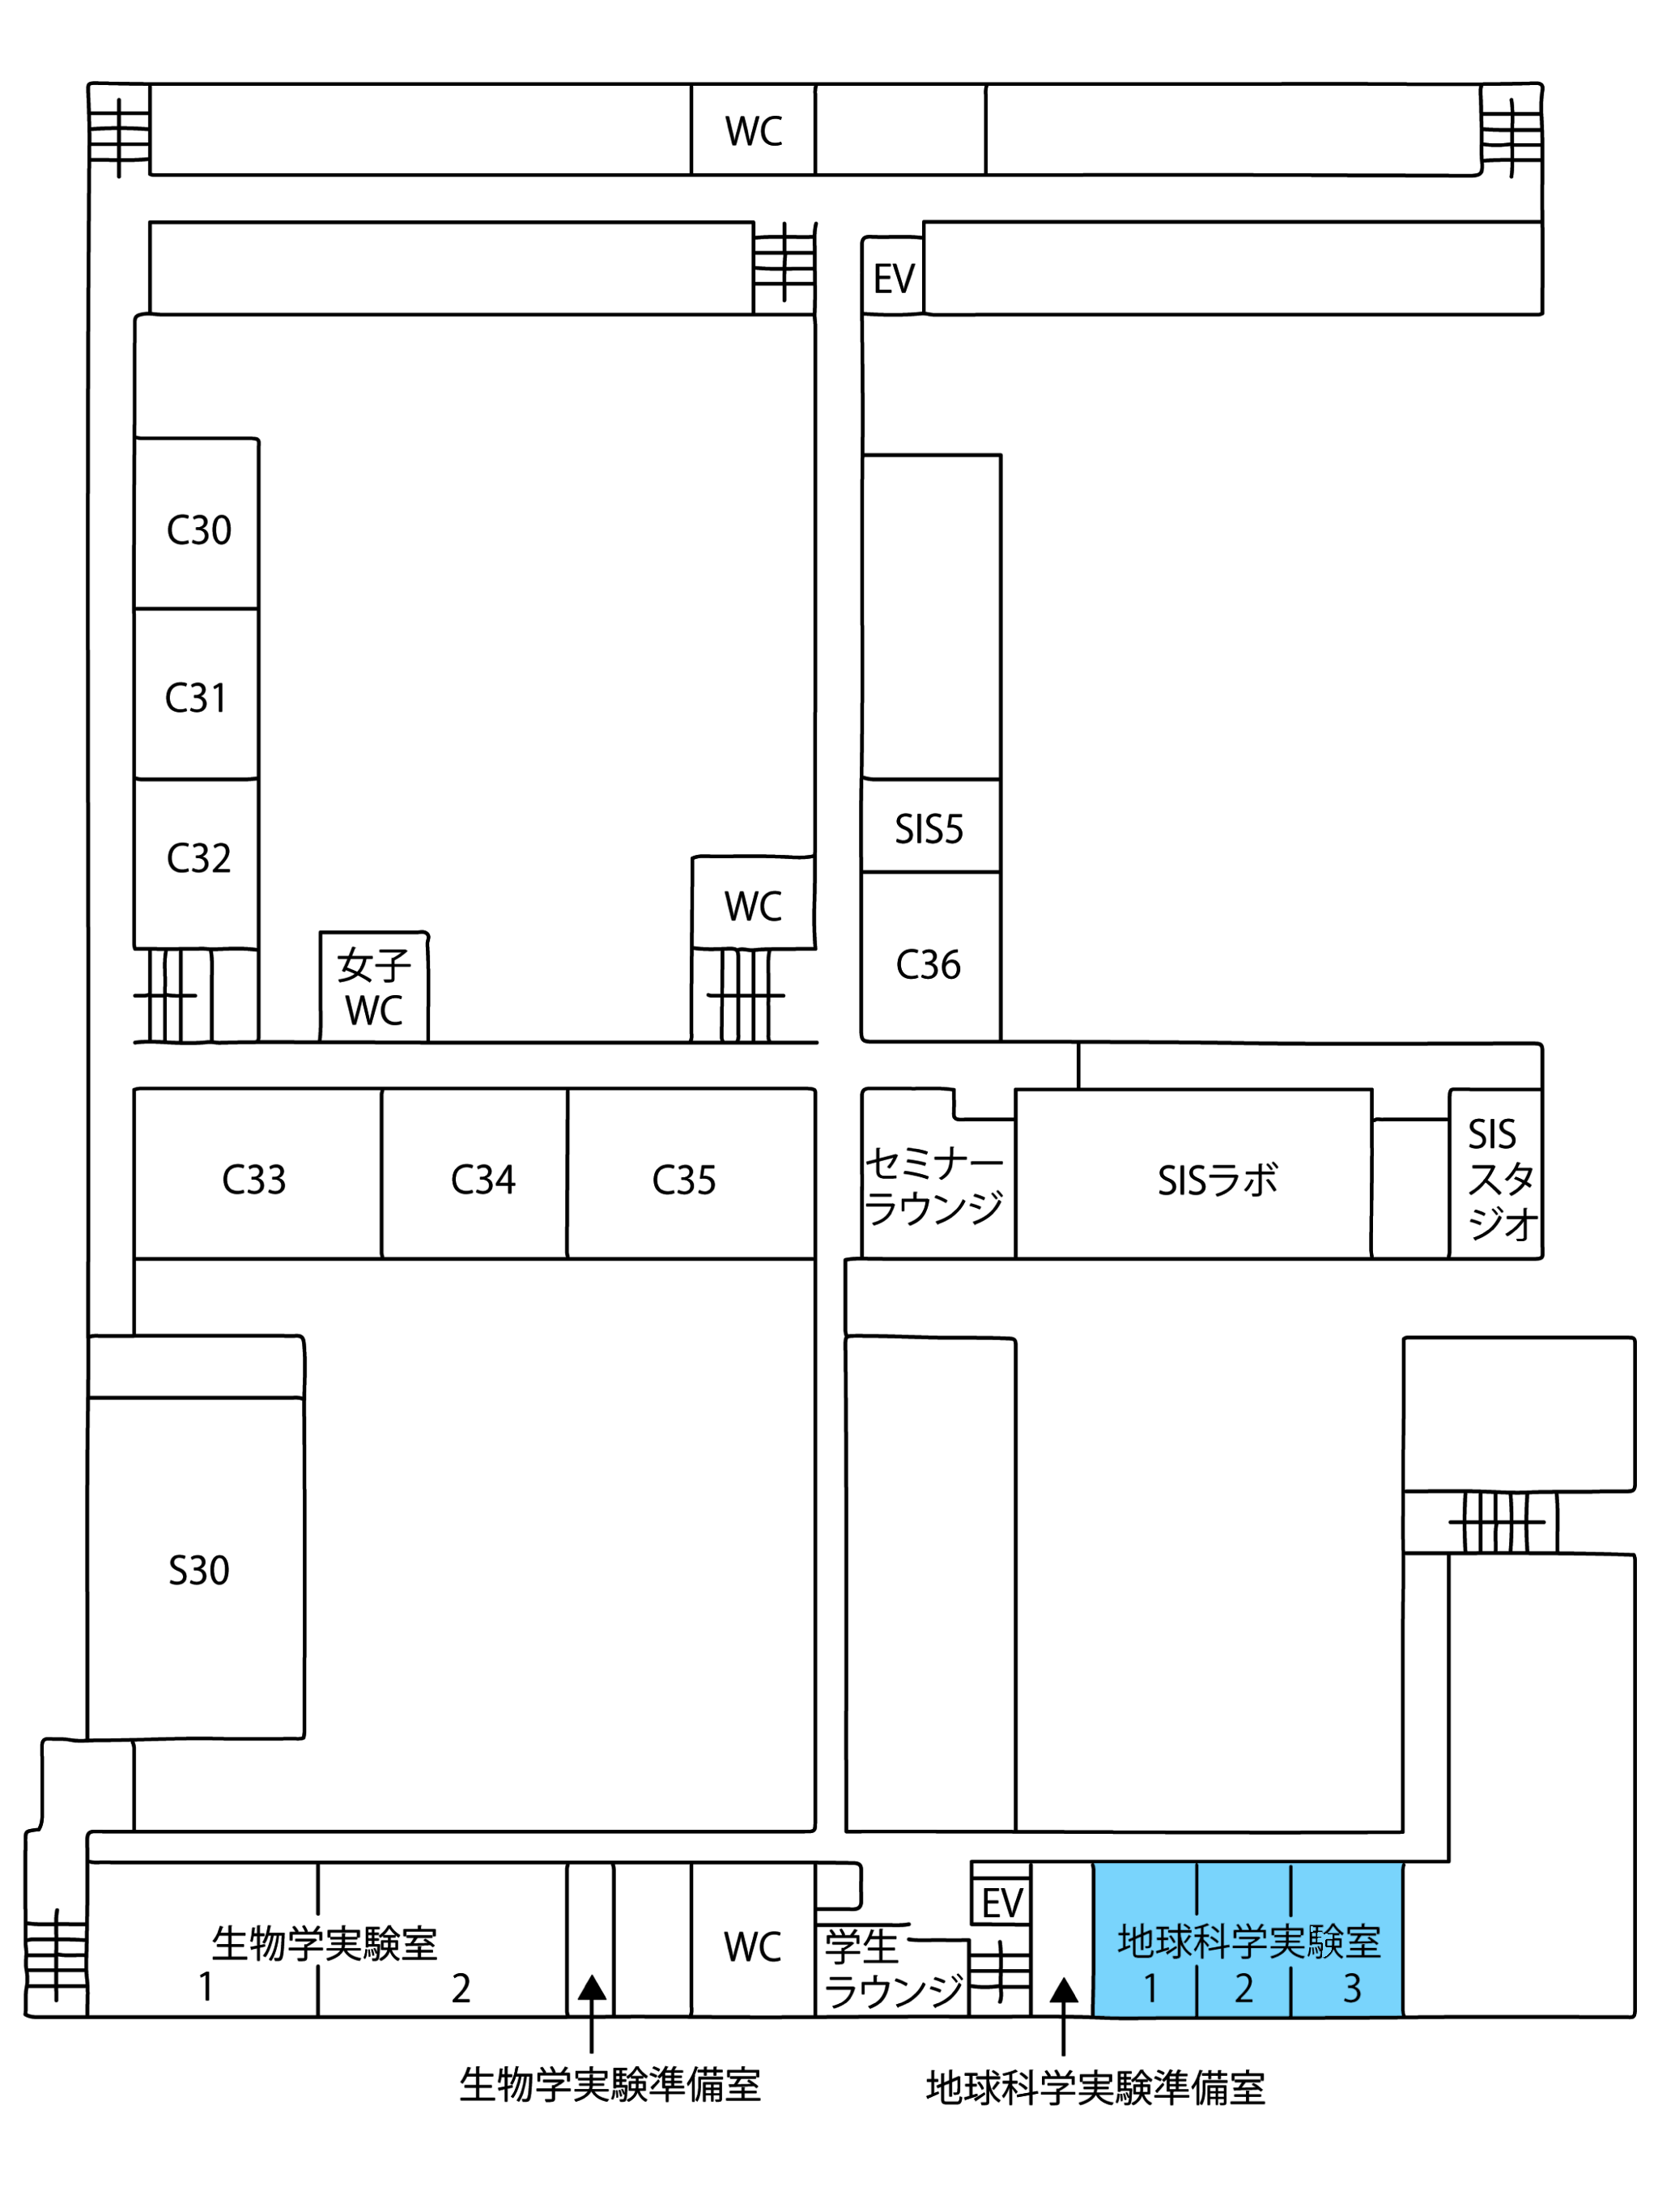 WC
EV
C30
C31
C32
SIS5
WC
女子
WC
C36
C33
C34
C35
セミナー
ラウンジ
SISラボ
SIS
スタ
ジオ
S30
生物学実験室
1
2
WC
学生
ラウンジ
EV
地球科学実験室
1
2
3
生物学実験準備室
地球科学実験準備室